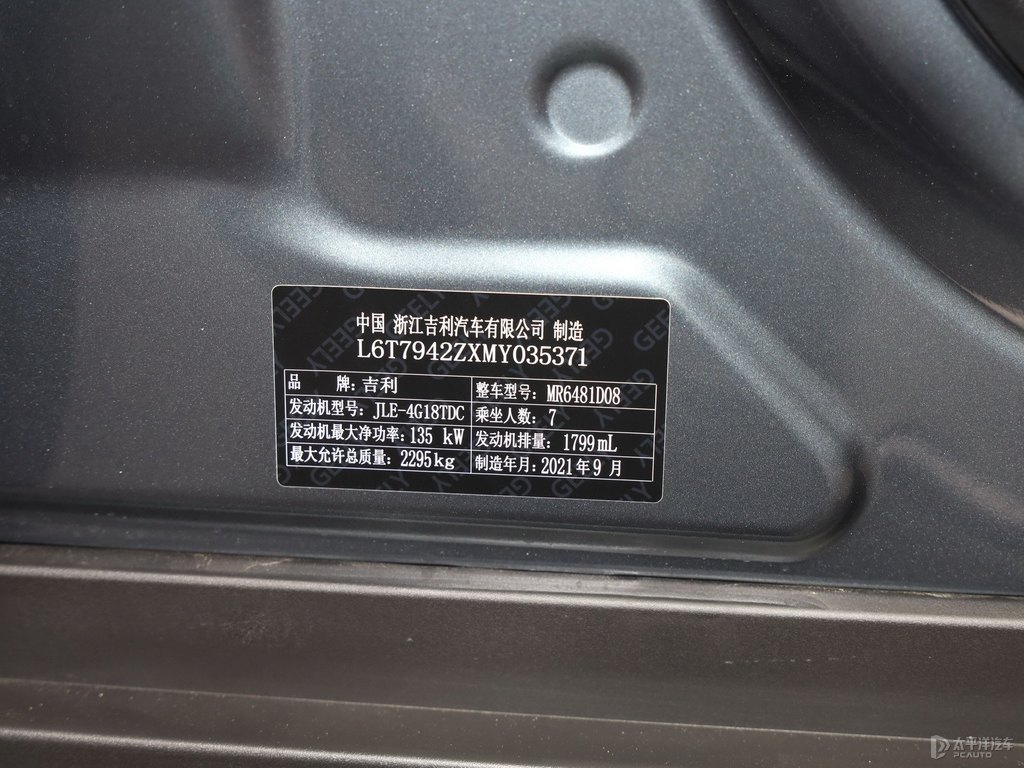 中国 浙江吉利汽车有限公司 制造
L6T7942ZXMY035371
品 牌:吉利 整车型号: MR6481D08
发动机型号: JLE-4G18TDC 乘坐人数: 7
发动机最大净功率: 135 kW 发动机排量: 1799mL
最大允许总质量: 2295kg 制造年月: 2021年9月
太平洋汽车
PCAUTO